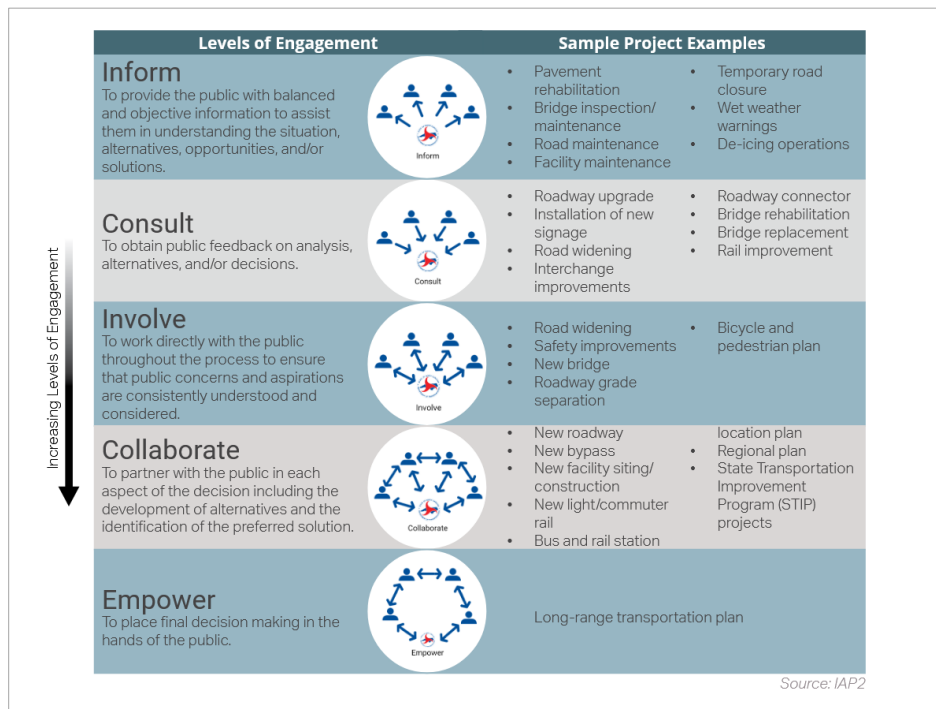 Levels of Engagement
Sample Project Examples
Increasing Levels of Engagement
Inform
To provide the public with balanced
and objective information to assist
them in understanding the situation,
alternatives, opportunities, and/or
solutions.
Inform
• Pavement
rehabilitation
• Bridge inspection/
maintenance
• Road maintenance
• Facility maintenance
• Temporary road
closure
• Wet weather
warnings
• De-icing operations
Consult
To obtain public feedback on analysis,
alternatives, and/or decisions.
Consult
• Roadway upgrade
• Installation of new
signage
• Road widening
• Interchange
improvements
• Roadway connector
• Bridge rehabilitation
• Bridge replacement
• Rail improvement
Involve
To work directly with the public
throughout the process to ensure
that public concerns and aspirations
are consistently understood and
considered.
Involve
• Road widening
• Safety improvements
• New bridge
• Roadway grade
separation
• Bicycle and
pedestrian plan
Collaborate
To partner with the public in each
aspect of the decision including the
development of alternatives and the
identification of the preferred solution.
Collaborate
• New roadway
• New bypass
• New facility siting/
construction
• New light/commuter
rail
• Bus and rail station
location plan
• Regional plan
• State Transportation
Improvement
Program (STIP)
projects
Empower
To place final decision making in the
hands of the public.
Empower
Long-range transportation plan
Source: IAP2